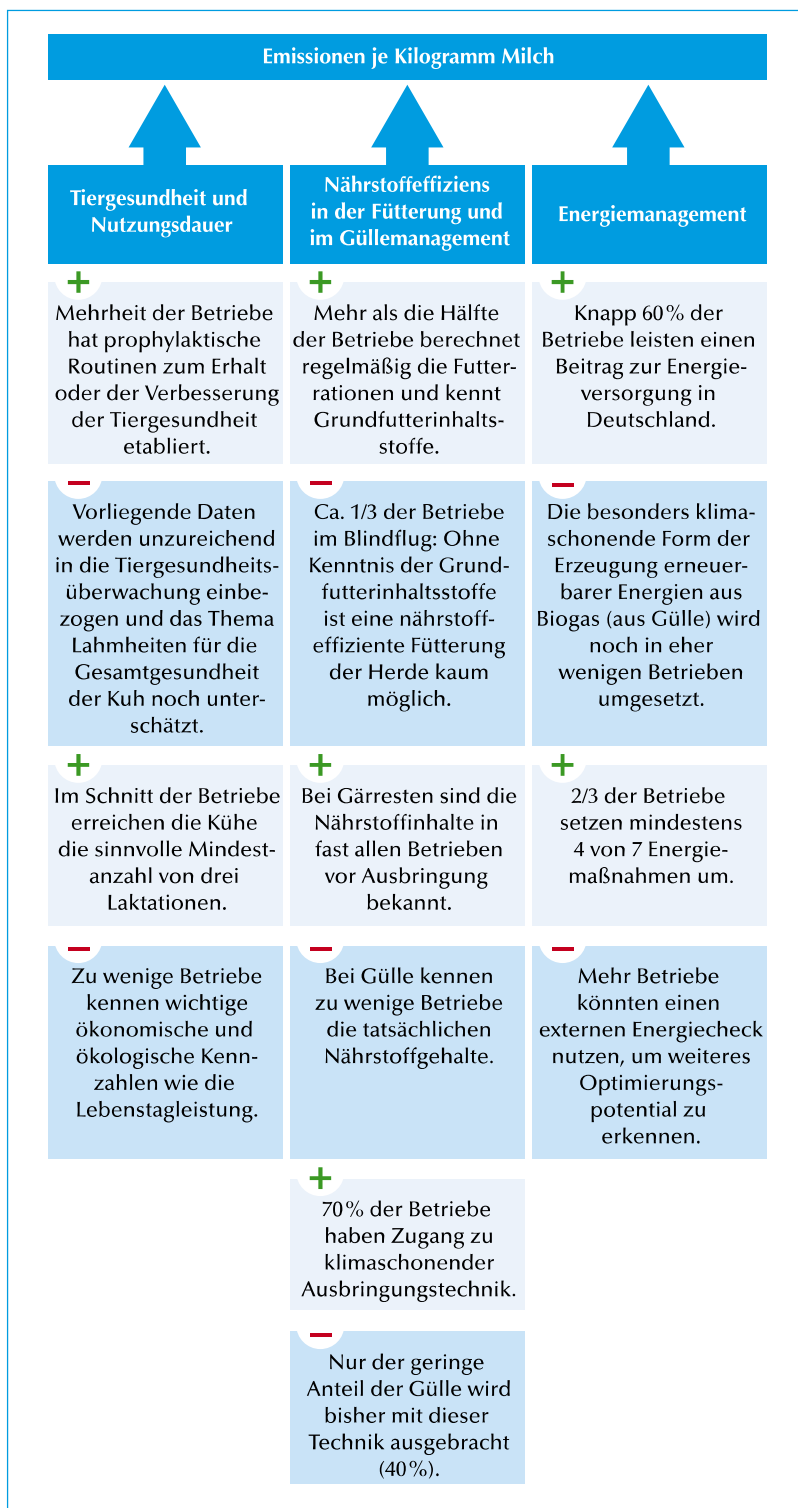 Emissionen je Kilogramm Milch
Tiergesundheit und
Nutzungsdauer
+
Mehrheit der Betriebe
hat prophylaktische
Routinen zum Erhalt
oder der Verbesserung
der Tiergesundheit
etabliert.
−
Vorliegende Daten
werden unzureichend
in die Tiergesundheits-
überwachung einbe-
zogen und das Thema
Lahmheiten für die
Gesamtgesundheit
der Kuh noch unter-
schätzt.
+
Im Schnitt der Betriebe
erreichen die Kühe
die sinnvolle Mindest-
anzahl von drei
Laktationen.
−
Zu wenige Betriebe
kennen wichtige
ökonomische und
ökologische Kenn-
zahlen wie die
Lebenstagleistung.
Nährstoffeffiziens
in der Fütterung und
im Güllemanagement
+
Mehr als die Hälfte
der Betriebe berechnet
regelmäßig die Futter-
rationen und kennt
Grundfutterinhalts-
stoffe.
−
Ca. 1/3 der Betriebe
im Blindflug: Ohne
Kenntnis der Grund-
futterinhaltsstoffe
ist eine nährstoff-
effiziente Fütterung
der Herde kaum
möglich.
+
Bei Gärresten sind die
Nährstoffinhalte in
fast allen Betrieben
vor Ausbringung
bekannt.
−
Bei Gülle kennen
zu wenige Betriebe
die tatsächlichen
Nährstoffgehalte.
+
70 % der Betriebe
haben Zugang zu
klimaschonender
Ausbringungstechnik.
−
Nur der geringe
Anteil der Gülle wird
bisher mit dieser
Technik ausgebracht
(40 %).
Energiemanagement
+
Knapp 60 % der
Betriebe leisten einen
Beitrag zur Energie-
versorgung in
Deutschland.
−
Die besonders klima-
schonende Form der
Erzeugung erneuer-
barer Energien aus
Biogas (aus Gülle) wird
noch in eher
wenigen Betrieben
umgesetzt.
+
2/3 der Betriebe
setzen mindestens
4 von 7 Energie-
maßnahmen um.
−
Mehr Betriebe
könnten einen
externen Energiecheck
nutzen, um weiteres
Optimierungs-
potential zu
erkennen.